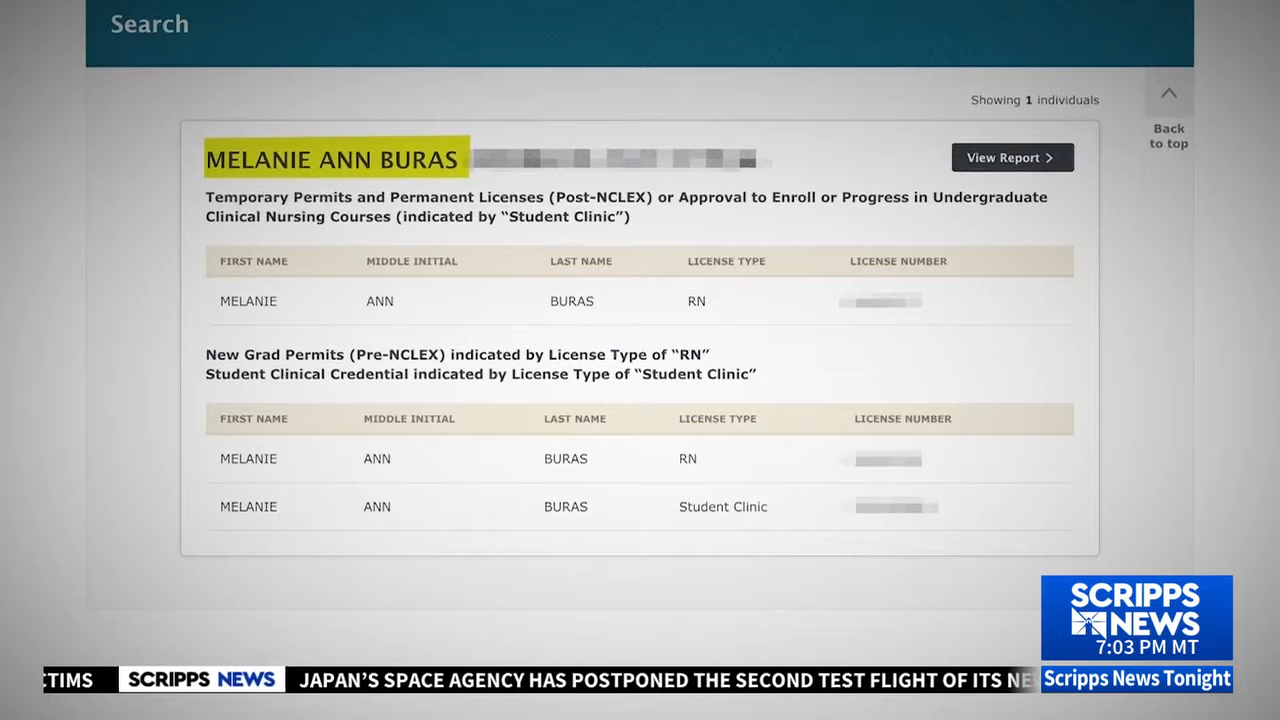 Search
Showing 1 individuals
Back
to top
MELANIE ANN BURAS
View Report >
Temporary Permits and Permanent Licenses (Post-NCLEX) or Approval to Enroll or Progress in Undergraduate
Clinical Nursing Courses (indicated by “Student Clinic”)
FIRST NAME MIDDLE INITIAL LAST NAME LICENSE TYPE LICENSE NUMBER
MELANIE ANN BURAS RN
New Grad Permits (Pre-NCLEX) indicated by License Type of “RN”
Student Clinical Credential indicated by License Type of “Student Clinic”
FIRST NAME MIDDLE INITIAL LAST NAME LICENSE TYPE LICENSE NUMBER
MELANIE ANN BURAS RN
MELANIE ANN BURAS Student Clinic
SCRIPPS
NEWS
7:03 PM MT
SCRIPPS NEWS JAPAN’S SPACE AGENCY HAS POSTPONED THE SECOND TEST FLIGHT OF ITS
Scripps News Tonight